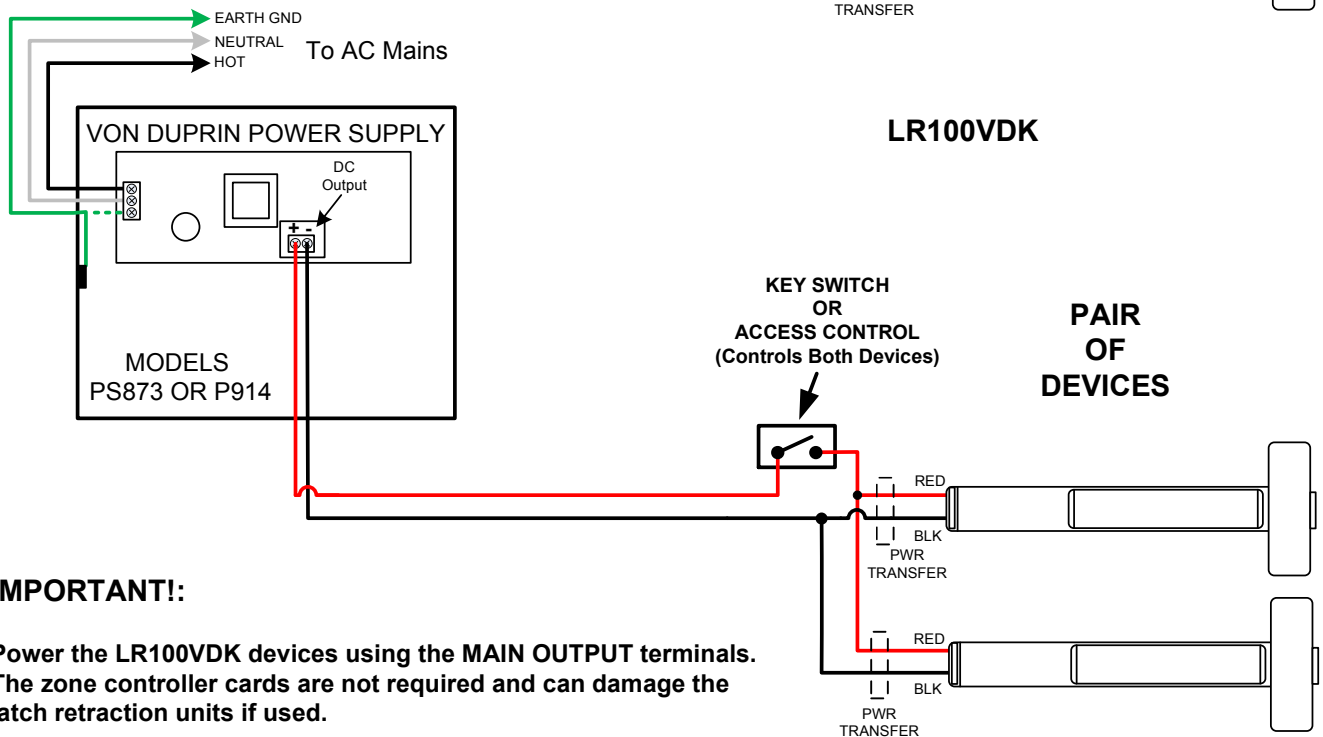 TRANSFER
EARTH GND
NEUTRAL
HOT
To AC Mains
VON DUPRIN POWER SUPPLY
DC
Output
+ -
MODELS
PS873 OR P914
LR100VDK
KEY SWITCH
OR
ACCESS CONTROL
(Controls Both Devices)
PAIR
OF
DEVICES
RED
BLK
PWR
TRANSFER
RED
BLK
PWR
TRANSFER
MPORTANT!:
Power the LR100VDK devices using the MAIN OUTPUT terminals.
The zone controller cards are not required and can damage the
atch retraction units if used.